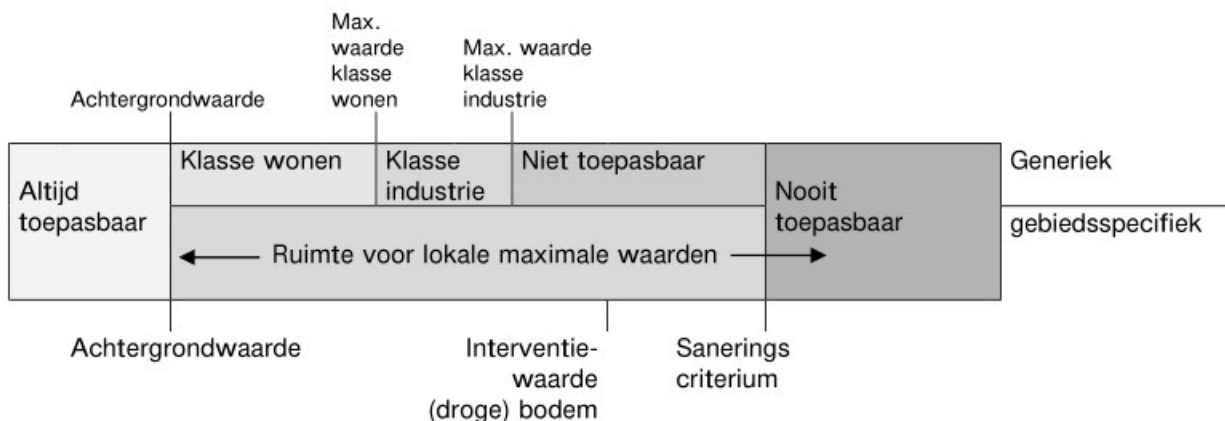 Max.
waarde
klasse
wonen
Max. waarde
klasse
industrie
Achtergrondwaarde
Altijd
toepasbaar
Klasse wonen
Klasse
industrie
Niet toepasbaar
Nooit
toepasbaar
Generiek
gebiedsspecifiek
Ruimte voor lokale maximale waarden
Achtergrondwaarde
Interventie-
waarde
(droge) bodem
Sanerings
criterium